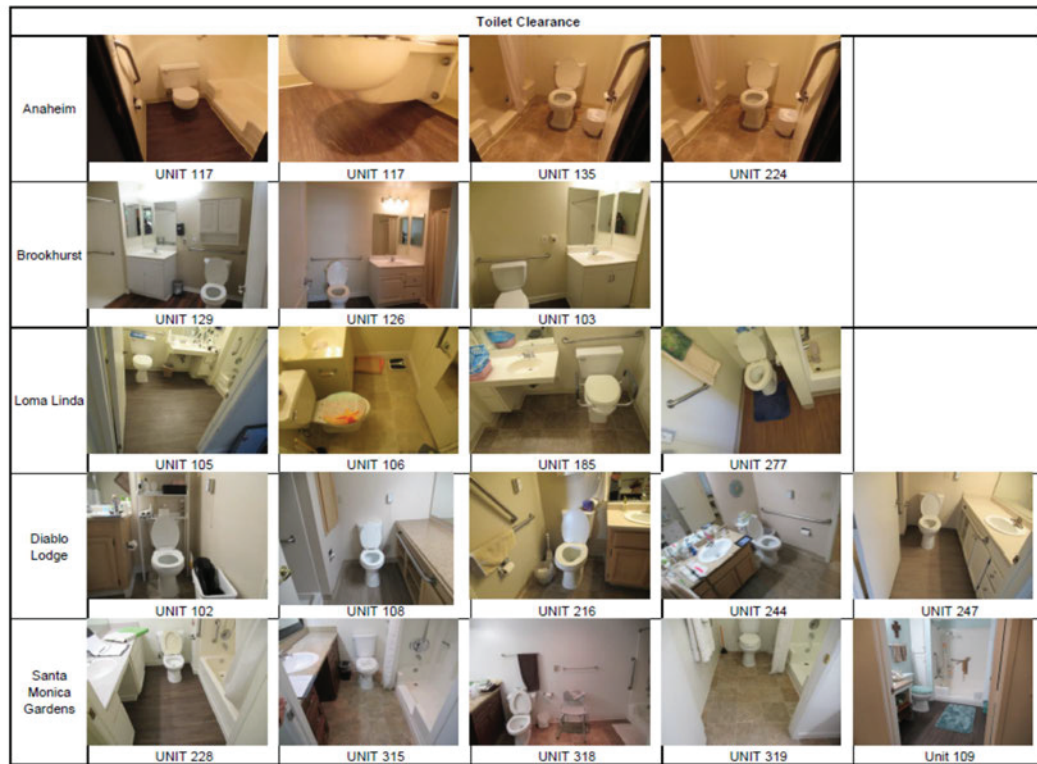 Toilet Clearance
Anaheim
UNIT 117
UNIT 117
UNIT 135
UNIT 224
Brookhurst
UNIT 129
UNIT 126
UNIT 103
Loma Linda
UNIT 105
UNIT 106
UNIT 185
UNIT 277
Diablo
Lodge
UNIT 102
UNIT 108
UNIT 216
UNIT 244
UNIT 247
Santa
Monica
Gardens
UNIT 228
UNIT 315
UNIT 318
UNIT 319
Unit 109